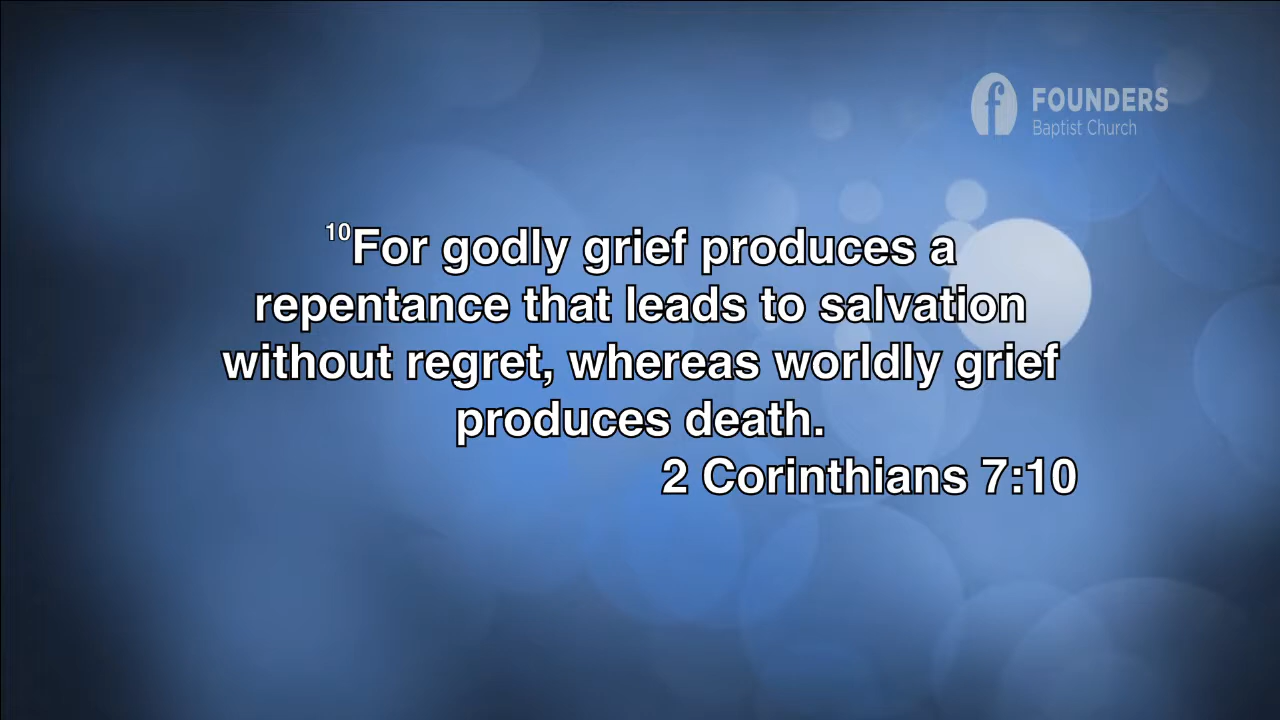 FOUNDERS
Baptist Church
¹⁰For godly grief produces a
repentance that leads to salvation
without regret, whereas worldly grief
produces death.
2 Corinthians 7:10